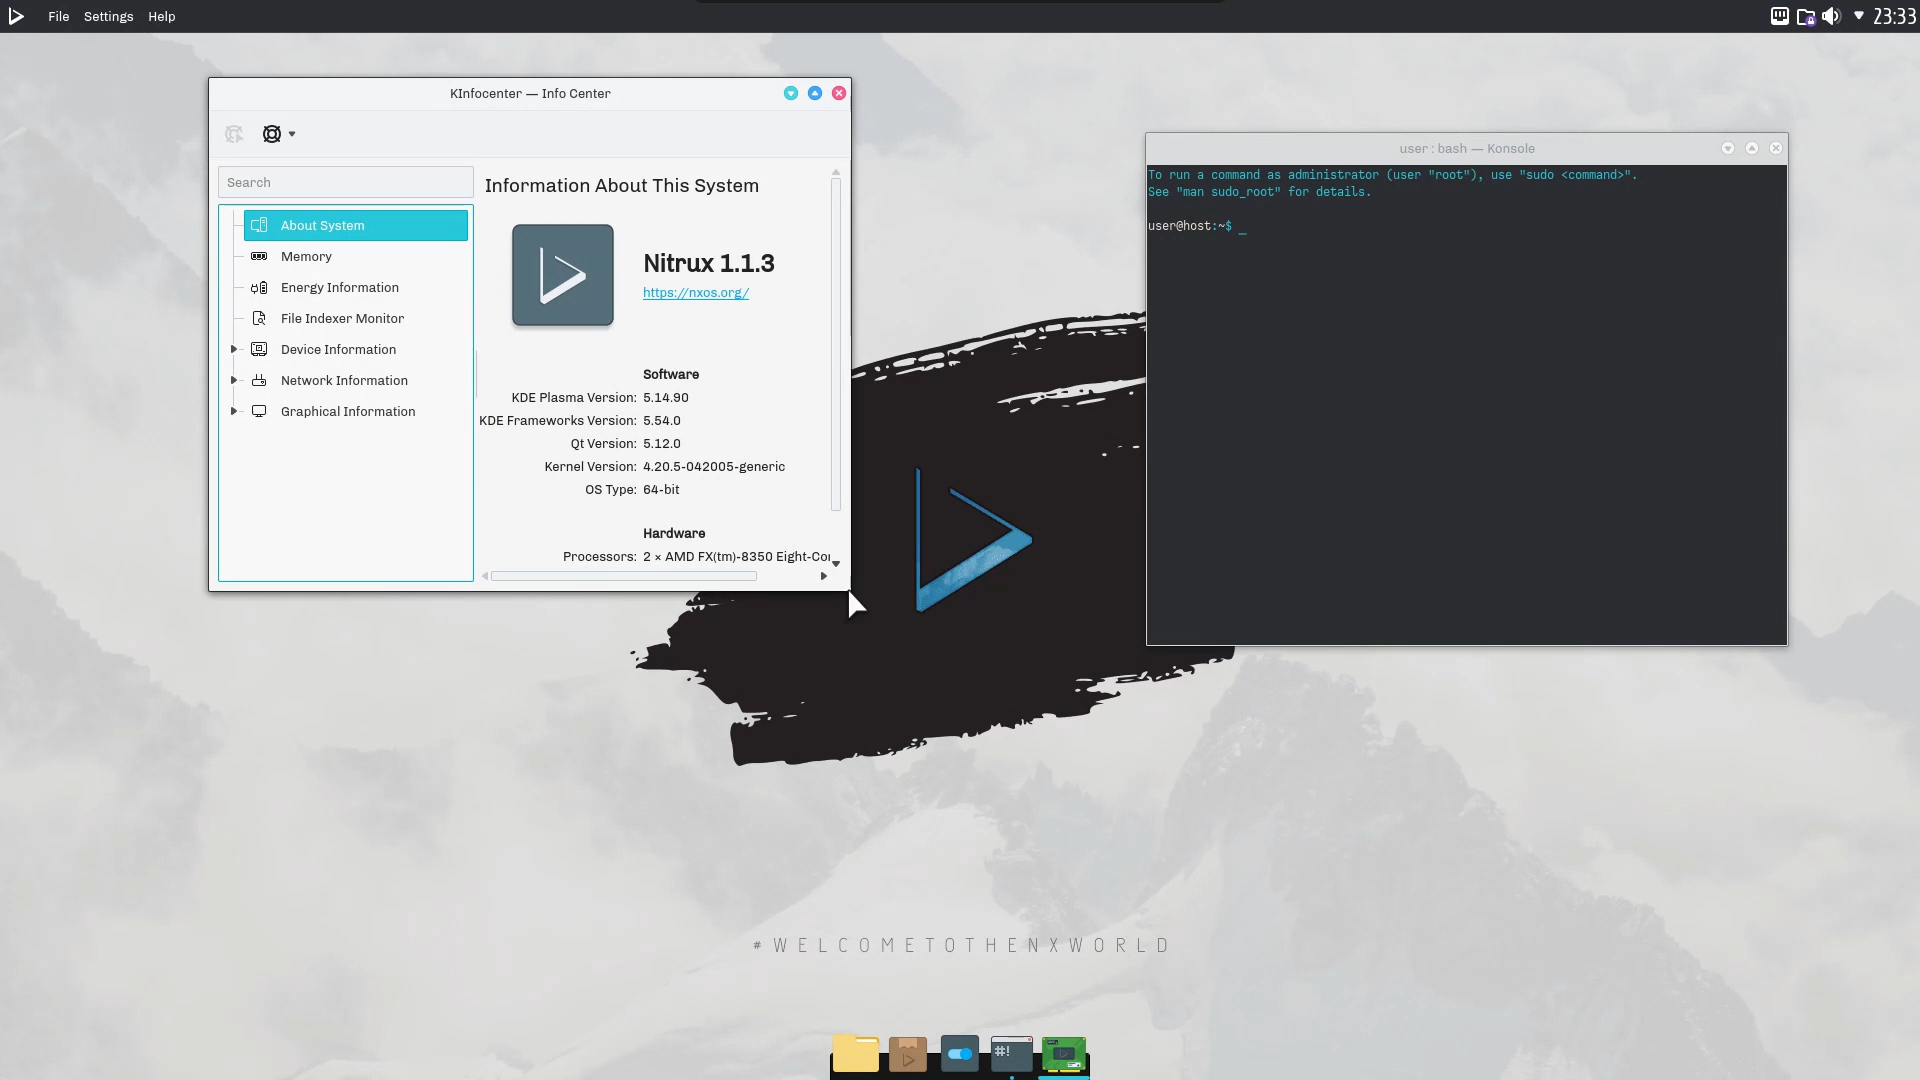 File Settings Help
23:33
KInfocenter — Info Center
Search
About System
Memory
Energy Information
File Indexer Monitor
Device Information
Network Information
Graphical Information
Information About This System
Nitrux 1.1.3
https://nxos.org/
Software
KDE Plasma Version: 5.14.90
KDE Frameworks Version: 5.54.0
Qt Version: 5.12.0
Kernel Version: 4.20.5-042005-generic
OS Type: 64-bit
Hardware
Processors: 2 × AMD FX(tm)-8350 Eight-Cor
user : bash — Konsole
To run a command as administrator (user "root"), use "sudo <command>".
See "man sudo_root" for details.
user@host:~$ _
#WELCOMETOTHENXWORLD
#!